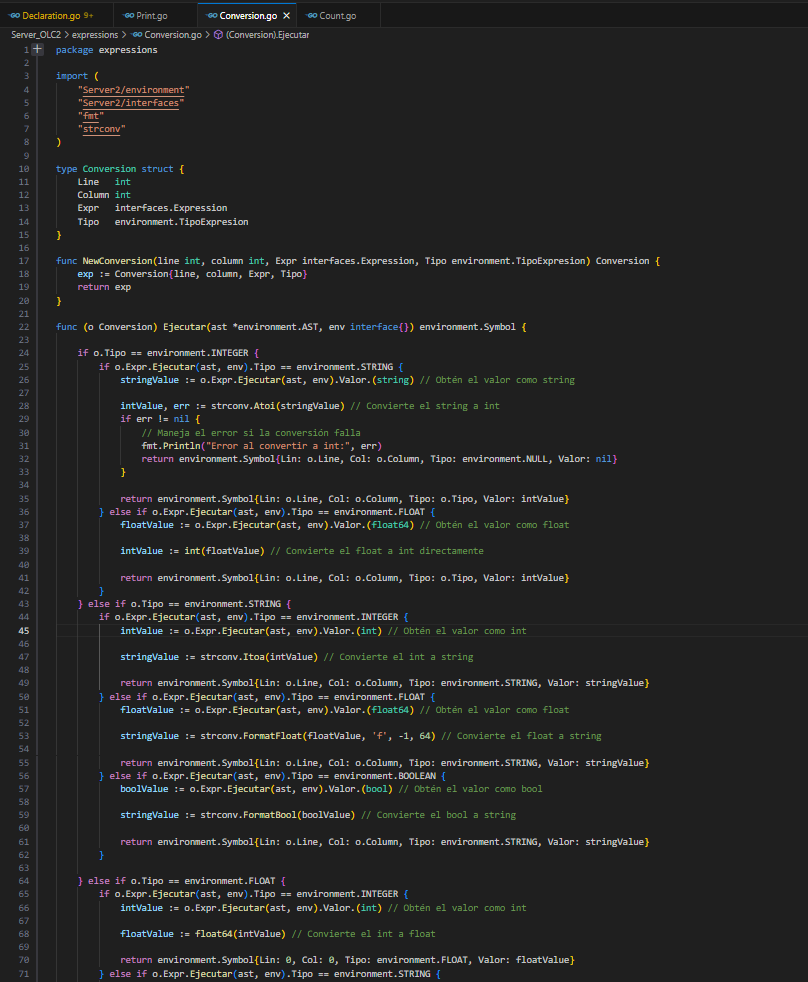 Declaration.go 9+ Print.go Conversion.go Count.go
Server_OLC2 > expressions > Conversion.go > (Conversion).Ejecutar
1 package expressions
2
3 import (
4 "Server2/environment"
5 "Server2/interfaces"
6 "fmt"
7 "strconv"
8 )
9
10 type Conversion struct {
11 Line int
12 Column int
13 Expr interfaces.Expression
14 Tipo environment.TipoExpresion
15 }
16
17 func NewConversion(line int, column int, Expr interfaces.Expression, Tipo environment.TipoExpresion) Conversion {
18 exp := Conversion{line, column, Expr, Tipo}
19 return exp
20 }
21
22 func (o Conversion) Ejecutar(ast *environment.AST, env interface{}) environment.Symbol {
23
24 if o.Tipo == environment.INTEGER {
25 if o.Expr.Ejecutar(ast, env).Tipo == environment.STRING {
26 stringValue := o.Expr.Ejecutar(ast, env).Valor.(string) // Obtén el valor como string
27
28 intValue, err := strconv.Atoi(stringValue) // Convierte el string a int
29 if err != nil {
30 // Maneja el error si la conversión falla
31 fmt.Println("Error al convertir a int:", err)
32 return environment.Symbol{Lin: o.Line, Col: o.Column, Tipo: environment.NULL, Valor: nil}
33 }
34
35 return environment.Symbol{Lin: o.Line, Col: o.Column, Tipo: o.Tipo, Valor: intValue}
36 } else if o.Expr.Ejecutar(ast, env).Tipo == environment.FLOAT {
37 floatValue := o.Expr.Ejecutar(ast, env).Valor.(float64) // Obtén el valor como float
38
39 intValue := int(floatValue) // Convierte el float a int directamente
40
41 return environment.Symbol{Lin: o.Line, Col: o.Column, Tipo: o.Tipo, Valor: intValue}
42 }
43 } else if o.Tipo == environment.STRING {
44 if o.Expr.Ejecutar(ast, env).Tipo == environment.INTEGER {
45 intValue := o.Expr.Ejecutar(ast, env).Valor.(int) // Obtén el valor como int
46
47 stringValue := strconv.Itoa(intValue) // Convierte el int a string
48
49 return environment.Symbol{Lin: o.Line, Col: o.Column, Tipo: environment.STRING, Valor: stringValue}
50 } else if o.Expr.Ejecutar(ast, env).Tipo == environment.FLOAT {
51 floatValue := o.Expr.Ejecutar(ast, env).Valor.(float64) // Obtén el valor como float
52
53 stringValue := strconv.FormatFloat(floatValue, 'f', -1, 64) // Convierte el float a string
54
55 return environment.Symbol{Lin: o.Line, Col: o.Column, Tipo: environment.STRING, Valor: stringValue}
56 } else if o.Expr.Ejecutar(ast, env).Tipo == environment.BOOLEAN {
57 boolValue := o.Expr.Ejecutar(ast, env).Valor.(bool) // Obtén el valor como bool
58
59 stringValue := strconv.FormatBool(boolValue) // Convierte el bool a string
60
61 return environment.Symbol{Lin: o.Line, Col: o.Column, Tipo: environment.STRING, Valor: stringValue}
62 }
63
64 } else if o.Tipo == environment.FLOAT {
65 if o.Expr.Ejecutar(ast, env).Tipo == environment.INTEGER {
66 intValue := o.Expr.Ejecutar(ast, env).Valor.(int) // Obtén el valor como int
67
68 floatValue := float64(intValue) // Convierte el int a float
69
70 return environment.Symbol{Lin: 0, Col: 0, Tipo: environment.FLOAT, Valor: floatValue}
71 } else if o.Expr.Ejecutar(ast, env).Tipo == environment.STRING {